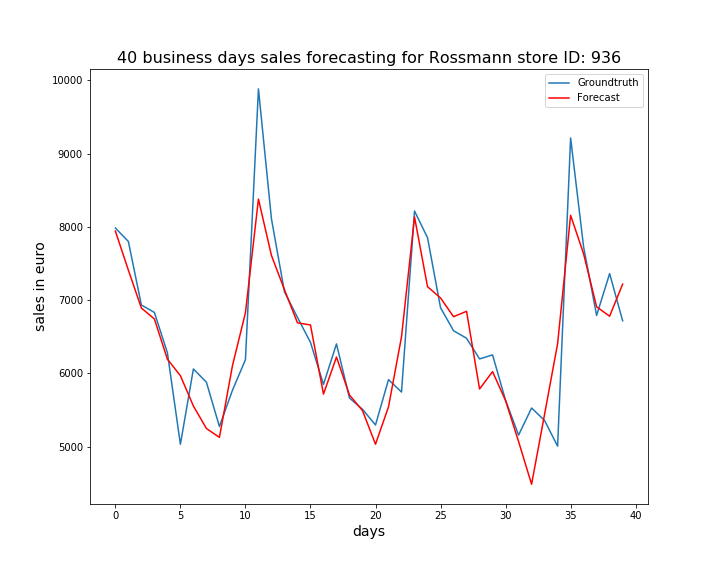 40 business days sales forecasting for Rossmann store ID: 936
Groundtruth
Forecast
10000
9000
8000
7000
6000
5000
sales in euro
0 5 10 15 20 25 30 35 40
days